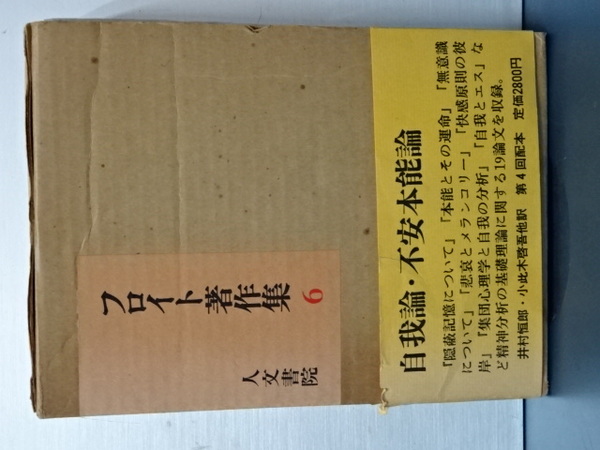 フロイト著作集 6
人文書院
自我論・不安本能論
「隠蔽記憶について」「本能とその運命」「無意識
について」「悲哀とメランコリー」「快感原則の彼
岸」「集団心理学と自我の分析」「自我とエス」な
ど精神分析の基礎理論に関する19論文を収録。
井村恒郎・小此木啓吾他訳 第4回配本 定価2800円